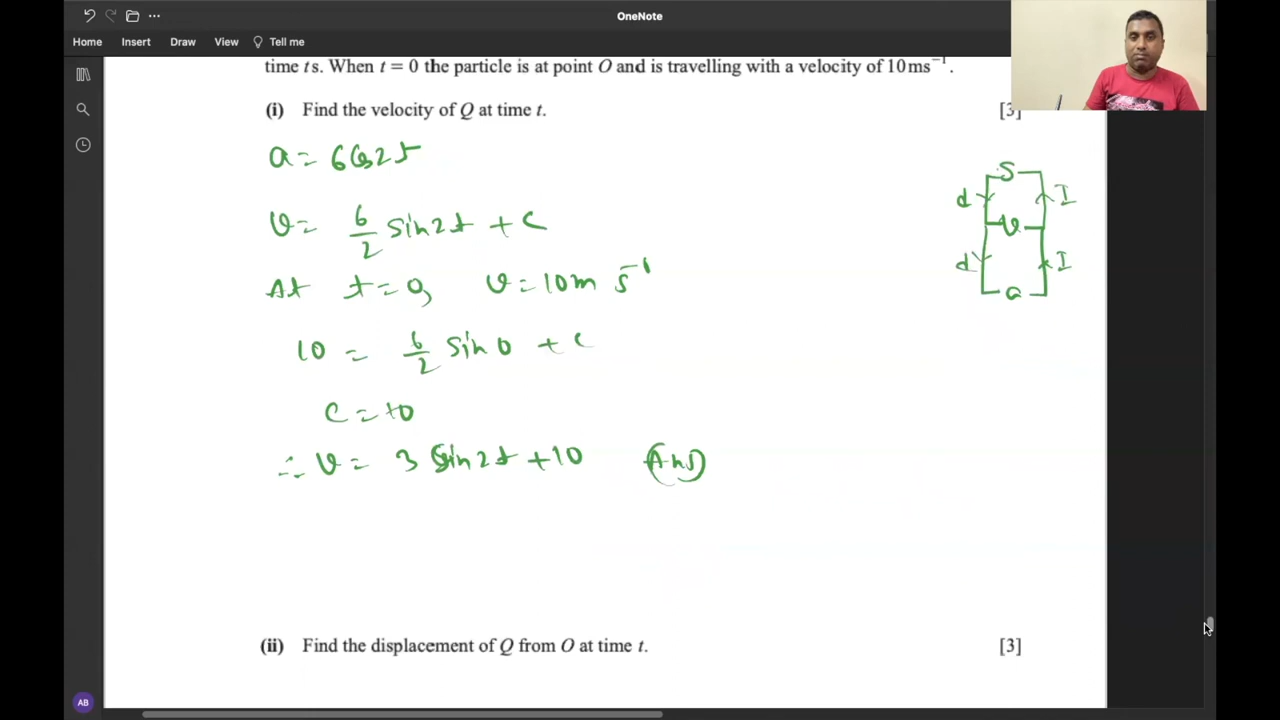 OneNote
Home Insert Draw View Tell me
time t s. When t = 0 the particle is at point O and is travelling with a velocity of 10 ms⁻¹.
(i) Find the velocity of Q at time t. [3]
a = 6 Cos 2t
v = 6/2 sin 2t + C
At t = 0, v = 10 m s⁻¹
10 = 6/2 Sin 0 + C
C = 10
∴ v = 3 Sin 2t + 10 (Ans)
S
d I
v
d I
a
(ii) Find the displacement of Q from O at time t. [3]
AB